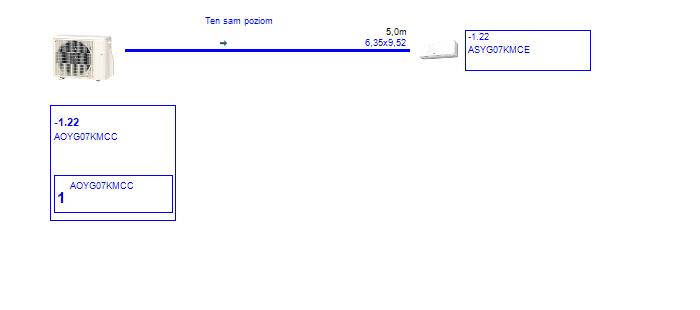 Ten sam poziom
5,0m
6,35x9,52
-1.22
ASYG07KMCE
-1.22
AOYG07KMCC
AOYG07KMCC
1